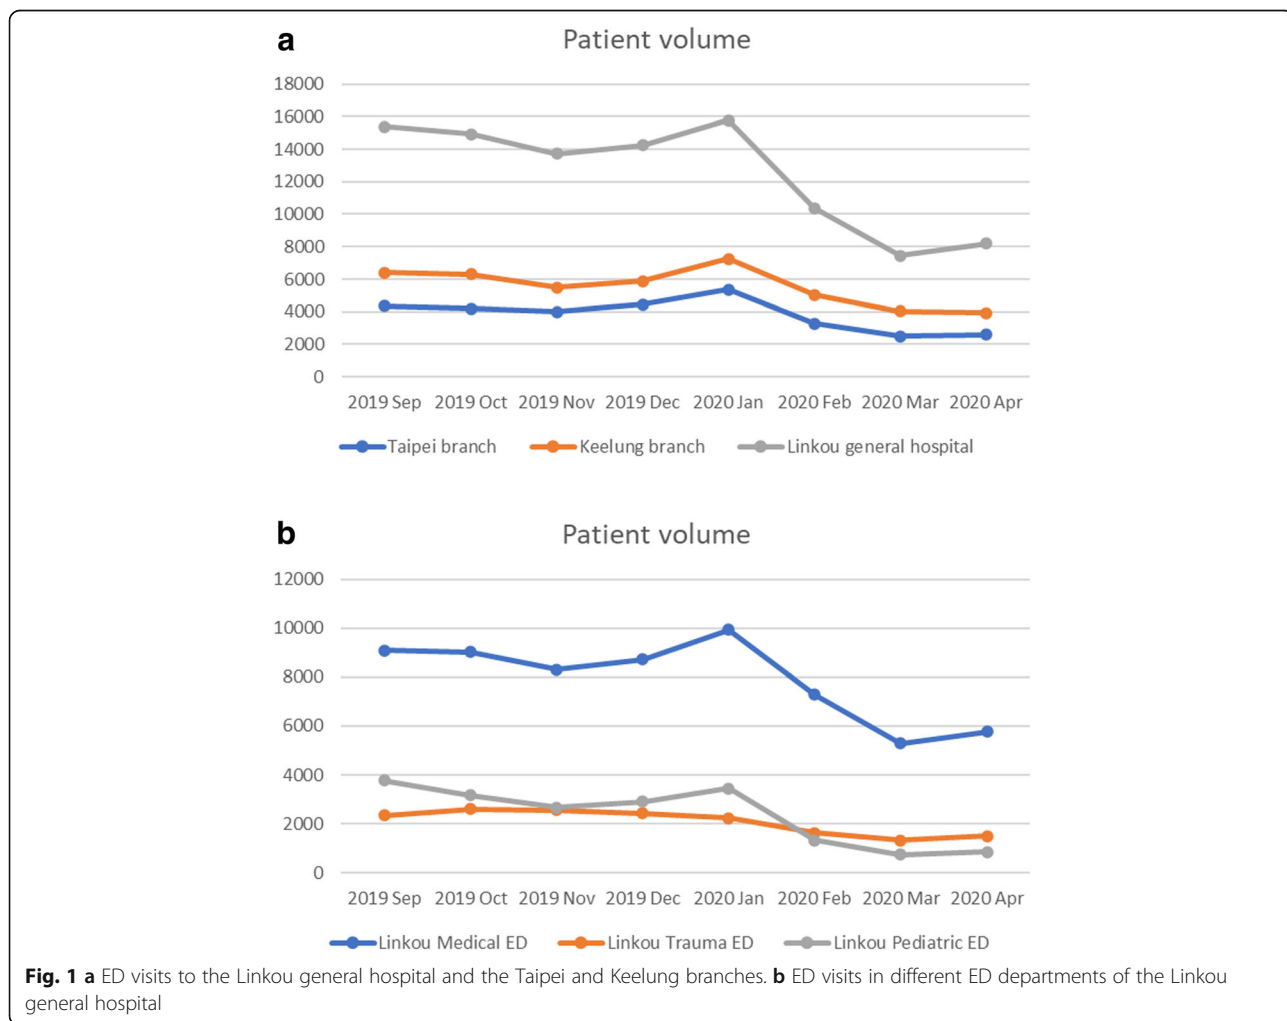 a
Patient volume
18000
16000
14000
12000
10000
8000
6000
4000
2000
0
2019 Sep 2019 Oct 2019 Nov 2019 Dec 2020 Jan 2020 Feb 2020 Mar 2020 Apr
Taipei branch Keelung branch Linkou general hospital
b
Patient volume
12000
10000
8000
6000
4000
2000
0
2019 Sep 2019 Oct 2019 Nov 2019 Dec 2020 Jan 2020 Feb 2020 Mar 2020 Apr
Linkou Medical ED Linkou Trauma ED Linkou Pediatric ED
Fig. 1 a ED visits to the Linkou general hospital and the Taipei and Keelung branches. b ED visits in different ED departments of the Linkou
general hospital